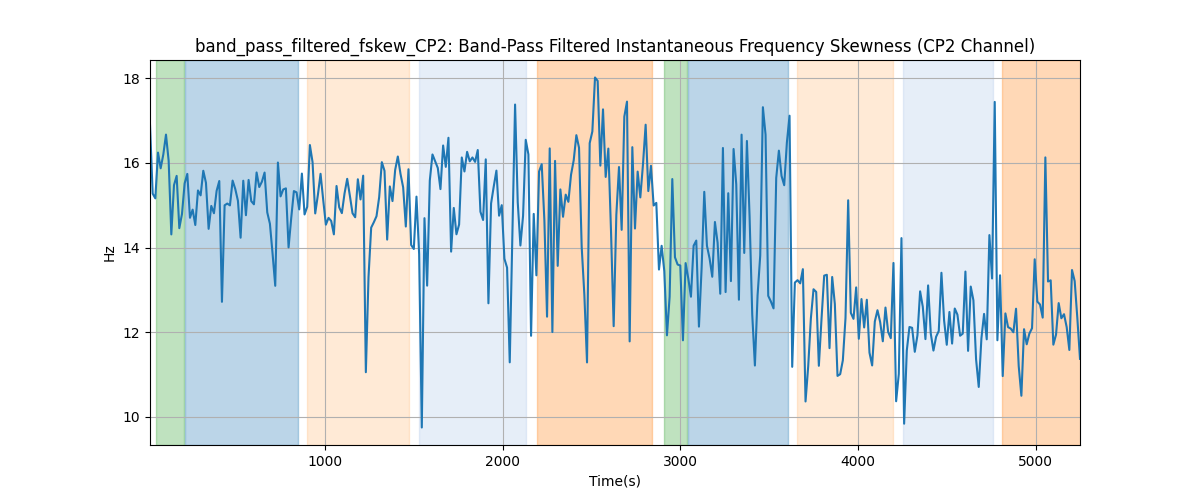 band_pass_filtered_fskew_CP2: Band-Pass Filtered Instantaneous Frequency Skewness (CP2 Channel)
18
16
14
12
10
Hz
1000 2000 3000 4000 5000
Time(s)